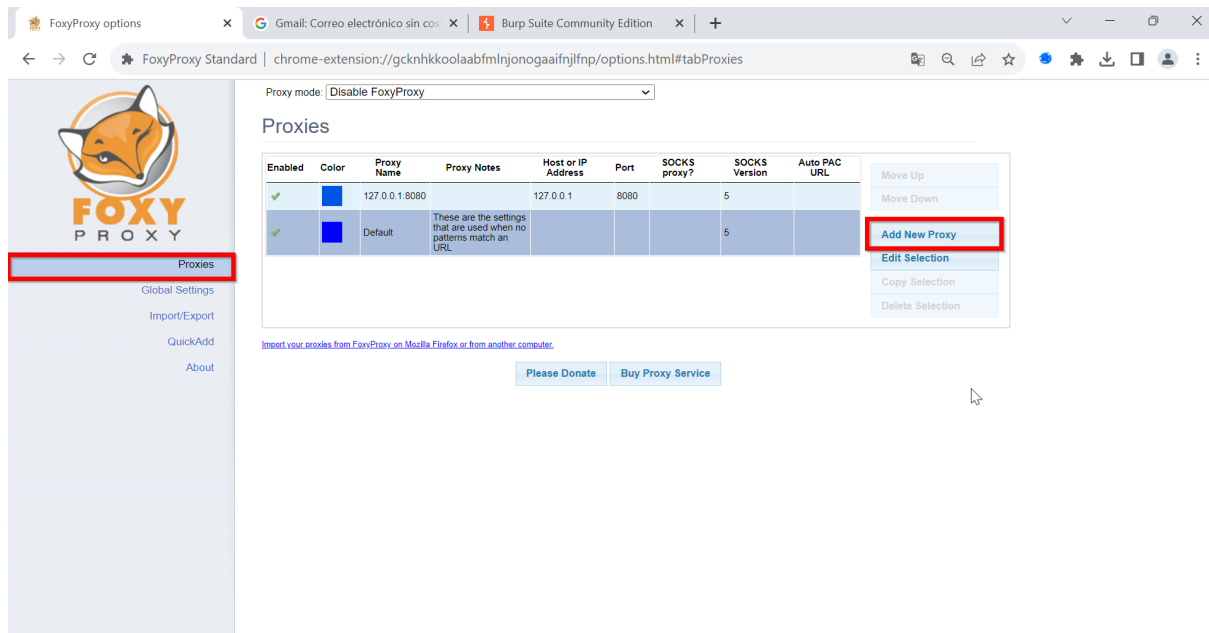 FoxyProxy options
Gmail: Correo electrónico sin cos
Burp Suite Community Edition
FoxyProxy Standard
chrome-extension://gcknhkkoolaabfmlnjonogaaifnjlfnp/options.html#tabProxies
FOXY
PROXY
Proxies
Global Settings
Import/Export
QuickAdd
About
Proxy mode: Disable FoxyProxy
Proxies
Enabled Color Proxy Name Proxy Notes Host or IP Address Port SOCKS proxy? SOCKS Version Auto PAC URL
127.0.0.1:8080 127.0.0.1 8080 5
Default These are the settings that are used when no patterns match an URL 5
Move Up
Move Down
Add New Proxy
Edit Selection
Copy Selection
Delete Selection
Import your proxies from FoxyProxy on Mozilla Firefox or from another computer.
Please Donate Buy Proxy Service